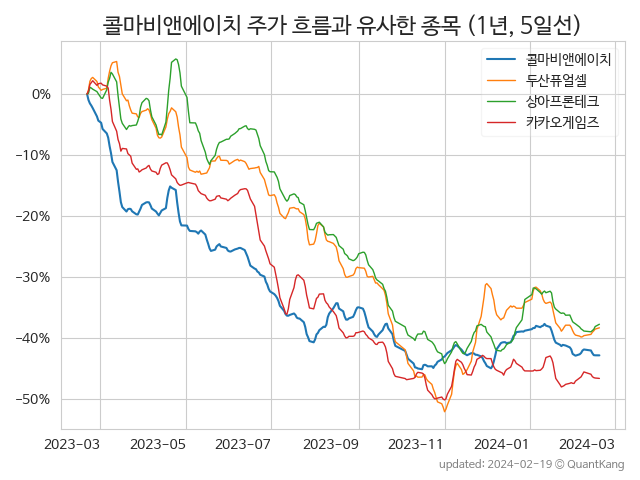 콜마비앤에이치 주가 흐름과 유사한 종목 (1년, 5일선)
콜마비앤에이치
두산퓨얼셀
상아프론테크
카카오게임즈
0%
−10%
−20%
−30%
−40%
−50%
2023-03 2023-05 2023-07 2023-09 2023-11 2024-01 2024-03
updated: 2024-02-19 © QuantKang